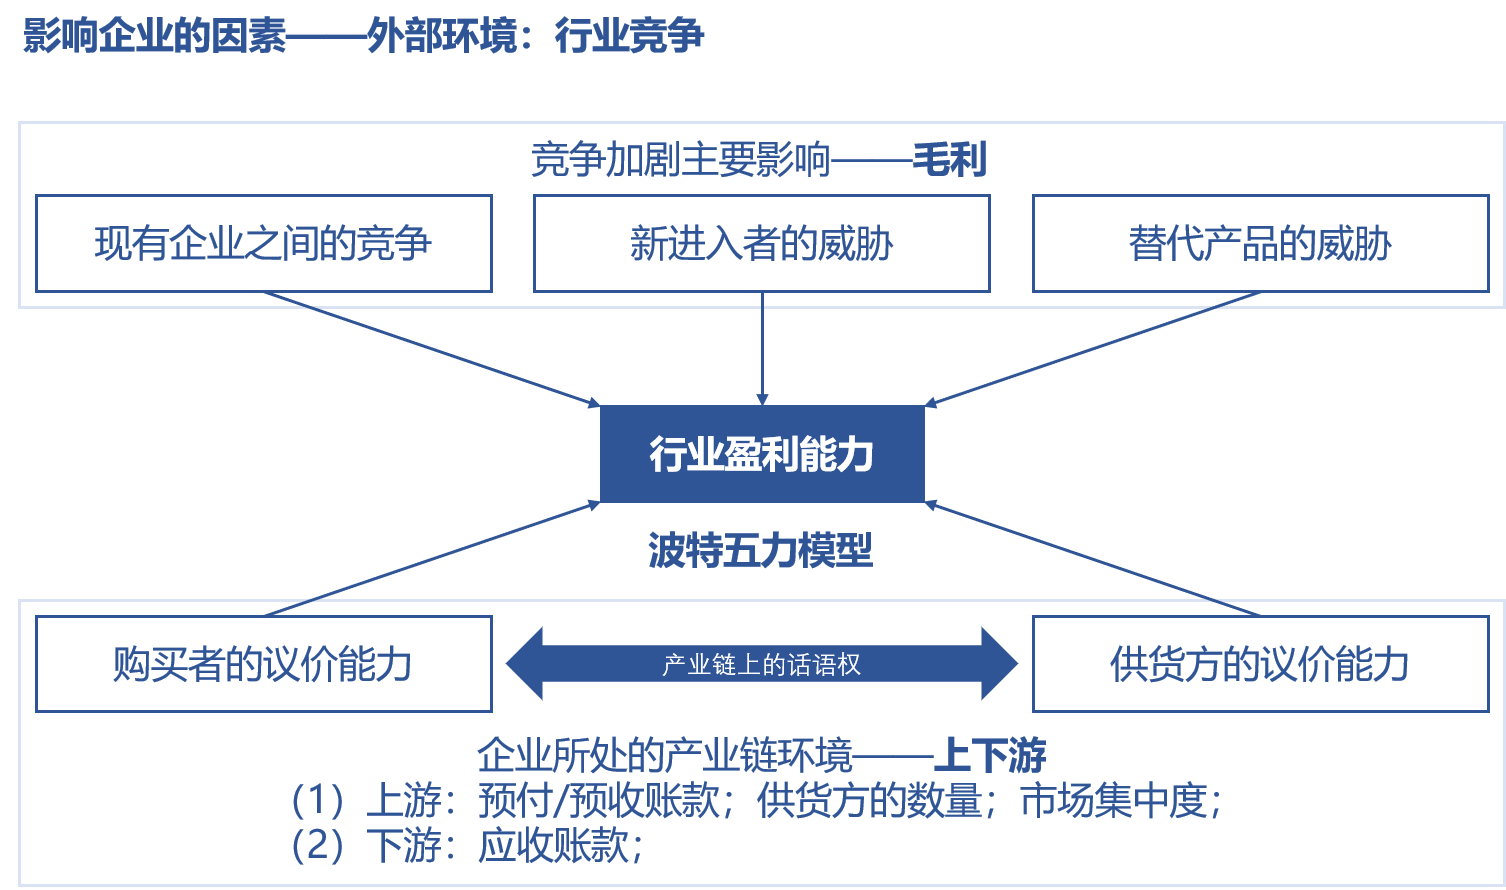 影响企业的因素——外部环境：行业竞争
竞争加剧主要影响——毛利
现有企业之间的竞争
新进入者的威胁
替代产品的威胁
行业盈利能力
波特五力模型
购买者的议价能力
产业链上的话语权
供货方的议价能力
企业所处的产业链环境——上下游
（1）上游：预付/预收账款；供货方的数量；市场集中度；
（2）下游：应收账款；